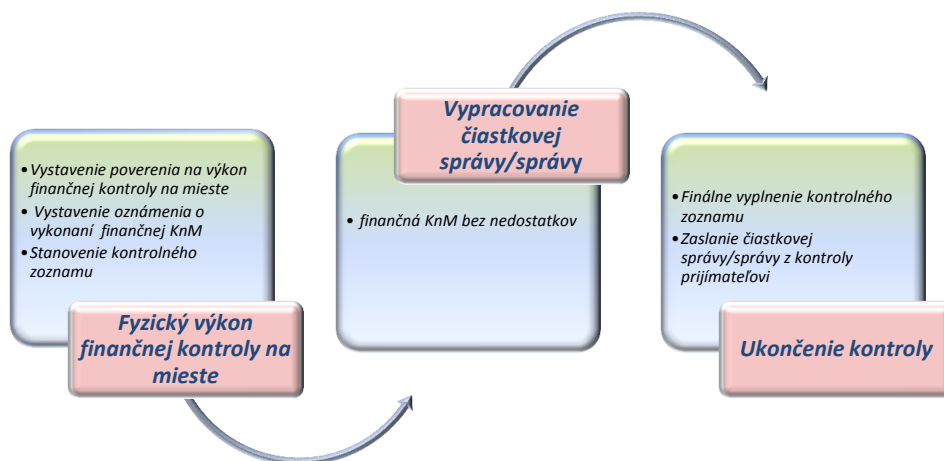 •Vystavenie poverenia na výkon
finančnej kontroly na mieste
• Vystavenie oznámenia o
vykonaní finančnej KnM
•Stanovenie kontrolného
zoznamu
Fyzický výkon
finančnej kontroly na
mieste
Vypracovanie
čiastkovej
správy/správy
• finančná KnM bez nedostatkov
•Finálne vyplnenie kontrolného
zoznamu
•Zaslanie čiastkovej
správy/správy z kontroly
prijímateľovi
Ukončenie kontroly